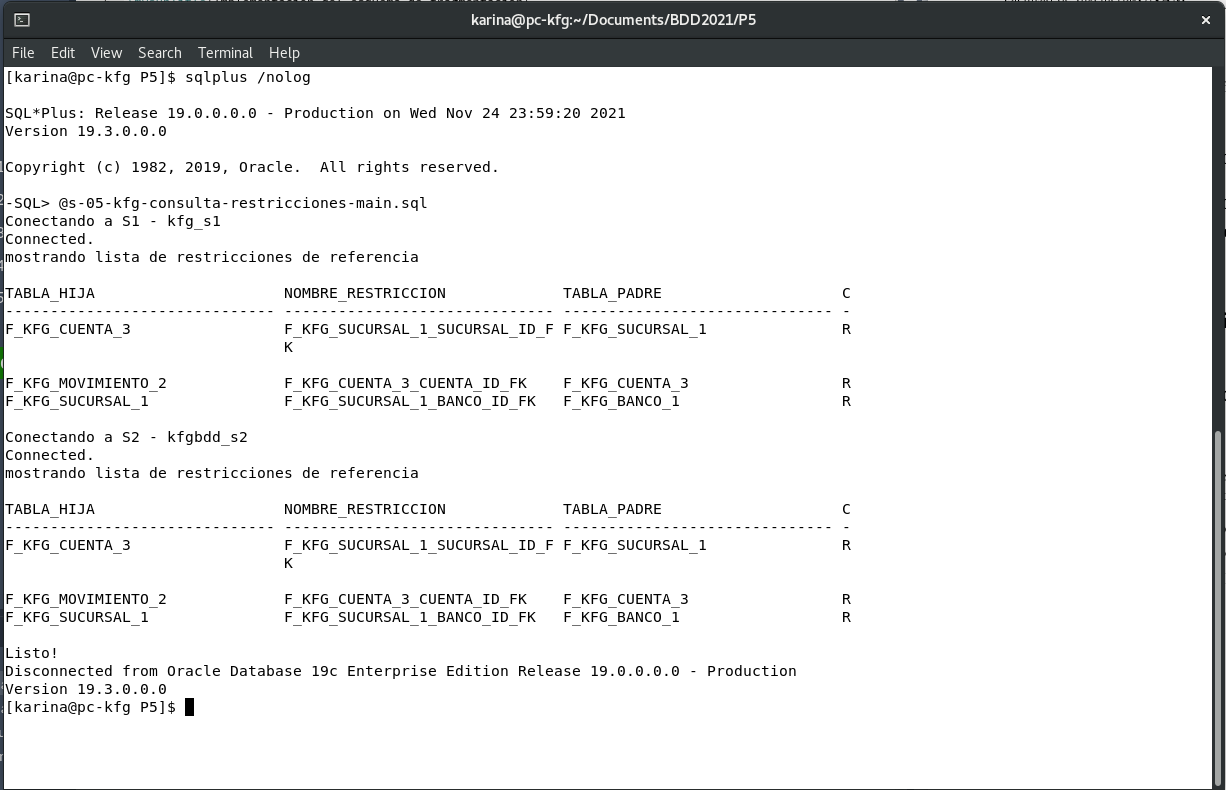 karina@pc-kfg:~/Documents/BDD2021/P5
File Edit View Search Terminal Help
[karina@pc-kfg P5]$ sqlplus /nolog
SQL*Plus: Release 19.0.0.0.0 - Production on Wed Nov 24 23:59:20 2021
Version 19.3.0.0.0
Copyright (c) 1982, 2019, Oracle.  All rights reserved.
-SQL> @s-05-kfg-consulta-restricciones-main.sql
Conectando a S1 - kfg_s1
Connected.
mostrando lista de restricciones de referencia
TABLA_HIJA                     NOMBRE_RESTRICCION             TABLA_PADRE                    C
------------------------------ ------------------------------ ------------------------------ -
F_KFG_CUENTA_3                 F_KFG_SUCURSAL_1_SUCURSAL_ID_F F_KFG_SUCURSAL_1               R
                               K
F_KFG_MOVIMIENTO_2             F_KFG_CUENTA_3_CUENTA_ID_FK    F_KFG_CUENTA_3                 R
F_KFG_SUCURSAL_1               F_KFG_SUCURSAL_1_BANCO_ID_FK   F_KFG_BANCO_1                  R
Conectando a S2 - kfgbdd_s2
Connected.
mostrando lista de restricciones de referencia
TABLA_HIJA                     NOMBRE_RESTRICCION             TABLA_PADRE                    C
------------------------------ ------------------------------ ------------------------------ -
F_KFG_CUENTA_3                 F_KFG_SUCURSAL_1_SUCURSAL_ID_F F_KFG_SUCURSAL_1               R
                               K
F_KFG_MOVIMIENTO_2             F_KFG_CUENTA_3_CUENTA_ID_FK    F_KFG_CUENTA_3                 R
F_KFG_SUCURSAL_1               F_KFG_SUCURSAL_1_BANCO_ID_FK   F_KFG_BANCO_1                  R
Listo!
Disconnected from Oracle Database 19c Enterprise Edition Release 19.0.0.0.0 - Production
Version 19.3.0.0.0
[karina@pc-kfg P5]$